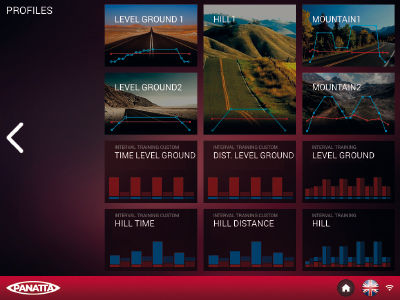 PROFILES
LEVEL GROUND 1
HILL1
MOUNTAIN1
LEVEL GROUND2
MOUNTAIN2
INTERVAL TRAINING CUSTOM
TIME LEVEL GROUND
INTERVAL TRAINING CUSTOM
DIST. LEVEL GROUND
INTERVAL TRAINING
LEVEL GROUND
INTERVAL TRAINING CUSTOM
HILL TIME
INTERVAL TRAINING CUSTOM
HILL DISTANCE
INTERVAL TRAINING
HILL
PANATTA